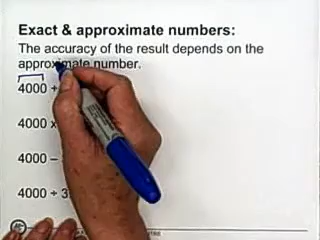 Exact & approximate numbers:
The accuracy of the result depends on the
approximate number.
4000 +
4000 x
4000 –
4000 ÷ 3